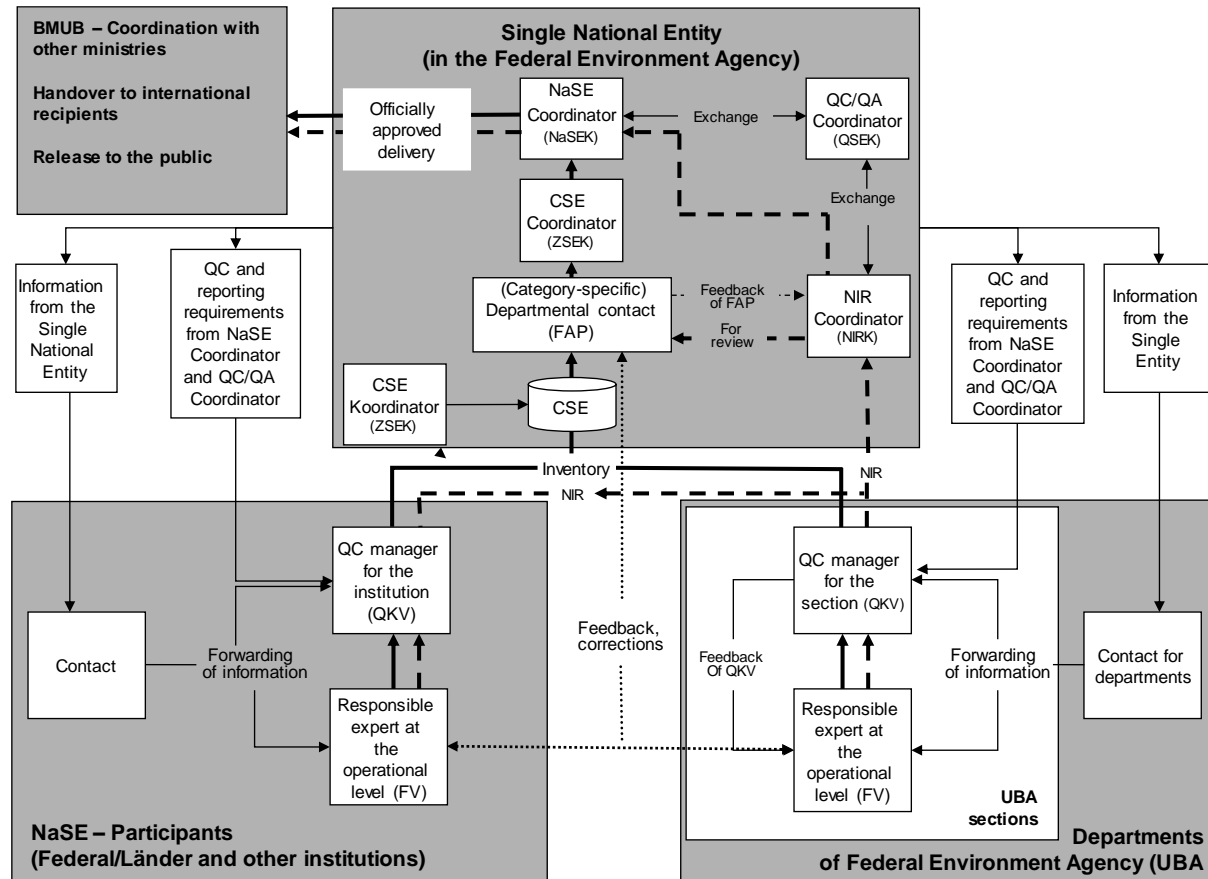 BMUB – Coordination with
other ministries
Handover to international
recipients
Release to the public
Single National Entity
(in the Federal Environment Agency)
Officially
approved
delivery
NaSE
Coordinator
(NaSEK)
Exchange
QC/QA
Coordinator
(QSEK)
CSE
Coordinator
(ZSEK)
Exchange
(Category-specific)
Departmental contact
(FAP)
Feedback
of FAP
For
review
NIR
Coordinator
(NIRK)
CSE
Koordinator
(ZSEK)
CSE
Information
from the
Single
National
Entity
QC and
reporting
requirements
from NaSE
Coordinator
and QC/QA
Coordinator
QC and
reporting
requirements
from NaSE
Coordinator
and QC/QA
Coordinator
Information
from the
Single
Entity
Inventory
NIR
NIR
QC manager
for the
institution
(QKV)
Contact
Forwarding
of information
Responsible
expert at
the
operational
level (FV)
NaSE – Participants
(Federal/Länder and other institutions)
Feedback,
corrections
QC manager
for the
section (QKV)
Feedback
Of QKV
Forwarding
of information
Contact for
departments
Responsible
expert at
the
operational
level (FV)
UBA
sections
Departments
of Federal Environment Agency (UBA